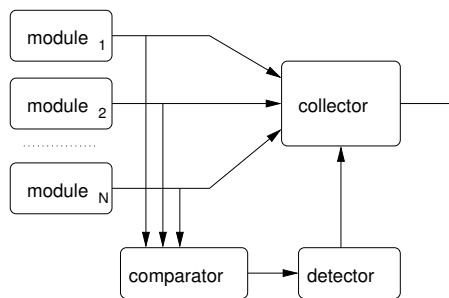 module 1
module 2
collector
module N
comparator
detector